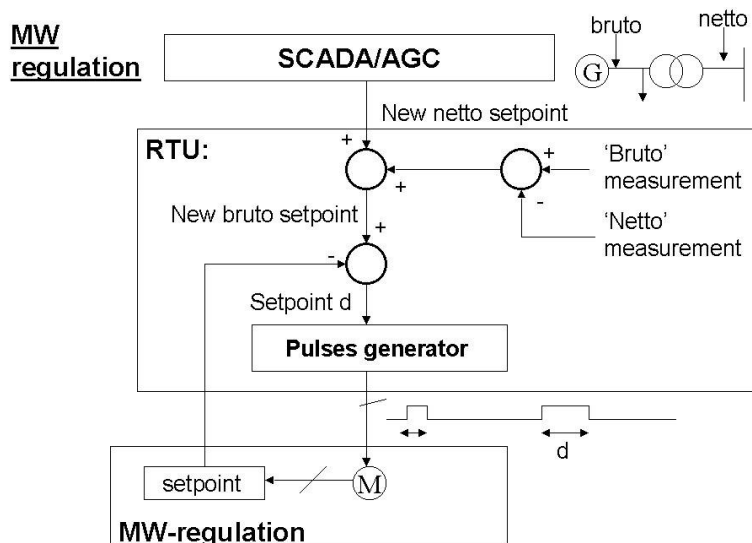 MW
regulation
SCADA/AGC
bruto
netto
G
New netto setpoint
RTU:
+
+
+
'Bruto'
measurement
-
'Netto'
measurement
New bruto setpoint
+
-
Setpoint d
Pulses generator
d
setpoint
M
MW-regulation